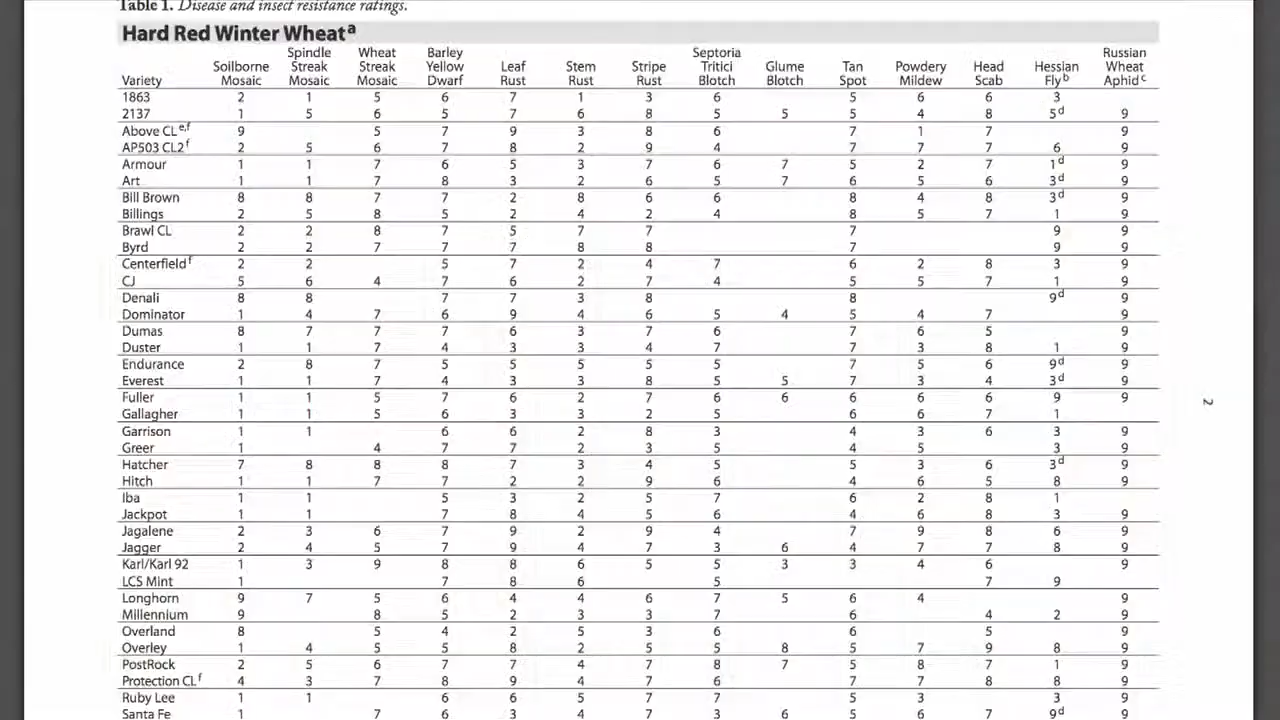 Table 1. Disease and insect resistance ratings.
Hard Red Winter Wheat a
Septoria Russian
Spindle Wheat Barley Tritici Wheat
Soilborne Streak Streak Yellow Leaf Stem Stripe Blotch Glume Tan Powdery Head Hessian Aphid c
Variety Mosaic Mosaic Mosaic Dwarf Rust Rust Rust Blotch Spot Mildew Scab Fly b
1863 2 1 5 6 7 1 3 6 5 6 6 3
2137 1 5 6 5 7 6 8 5 5 5 4 8 5 d 9
Above CL e,f 9 5 7 9 3 8 6 7 1 7 9
AP503 CL2 f 2 5 6 7 8 2 9 4 7 7 7 6 9
Armour 1 1 7 6 5 3 7 6 7 5 2 7 1 d 9
Art 1 1 7 8 3 2 6 5 7 6 5 6 3 d 9
Bill Brown 8 8 7 7 2 8 6 6 8 4 8 3 d 9
Billings 2 5 8 5 2 4 2 4 8 5 7 1 9
Brawl CL 2 2 8 7 5 7 7 7 9 9
Byrd 2 2 7 7 7 8 8 7 9 9
Centerfield f 2 2 5 7 2 4 7 6 2 8 3 9
CJ 5 6 4 7 6 2 7 4 5 5 7 1 9
Denali 8 8 7 7 3 8 8 9 d 9
Dominator 1 4 7 6 9 4 6 5 4 5 4 7 9
Dumas 8 7 7 7 6 3 7 6 7 6 5 9
Duster 1 1 7 4 3 3 4 7 7 3 8 1 9
Endurance 2 8 7 5 5 5 5 5 7 5 6 9 d 9
Everest 1 1 7 4 3 3 8 5 5 7 3 4 3 d 9
Fuller 1 1 5 7 6 2 7 6 6 6 6 6 9 9
Gallagher 1 1 5 6 3 3 2 5 6 6 7 1
Garrison 1 1 6 6 2 8 3 4 3 6 3 9
Greer 1 4 7 7 2 3 5 4 5 3 9
Hatcher 7 8 8 8 7 3 4 5 5 3 6 3 d 9
Hitch 1 1 7 7 2 2 9 6 4 6 5 8 9
Iba 1 1 5 3 2 5 7 6 2 8 1
Jackpot 1 1 7 8 4 5 6 4 6 8 3 9
Jagalene 2 3 6 7 9 2 9 4 7 9 8 6 9
Jagger 2 4 5 7 9 4 7 3 6 4 7 7 8 9
Karl/Karl 92 1 3 9 8 8 6 5 5 3 3 4 6 9
LCS Mint 1 7 8 6 5 7 9
Longhorn 9 7 5 6 4 4 6 7 5 6 4 9
Millennium 9 8 5 2 3 3 7 6 4 2 9
Overland 8 5 4 2 5 3 6 6 5 9
Overley 1 4 5 5 8 2 5 5 8 5 7 9 8 9
PostRock 2 5 6 7 7 4 7 8 7 5 8 7 1 9
Protection CL f 4 3 7 8 9 4 7 6 7 7 8 8 9
Ruby Lee 1 1 6 6 5 7 7 5 3 3 9
Santa Fe 1 7 6 3 4 7 3 6 5 6 7 9 d 9
2